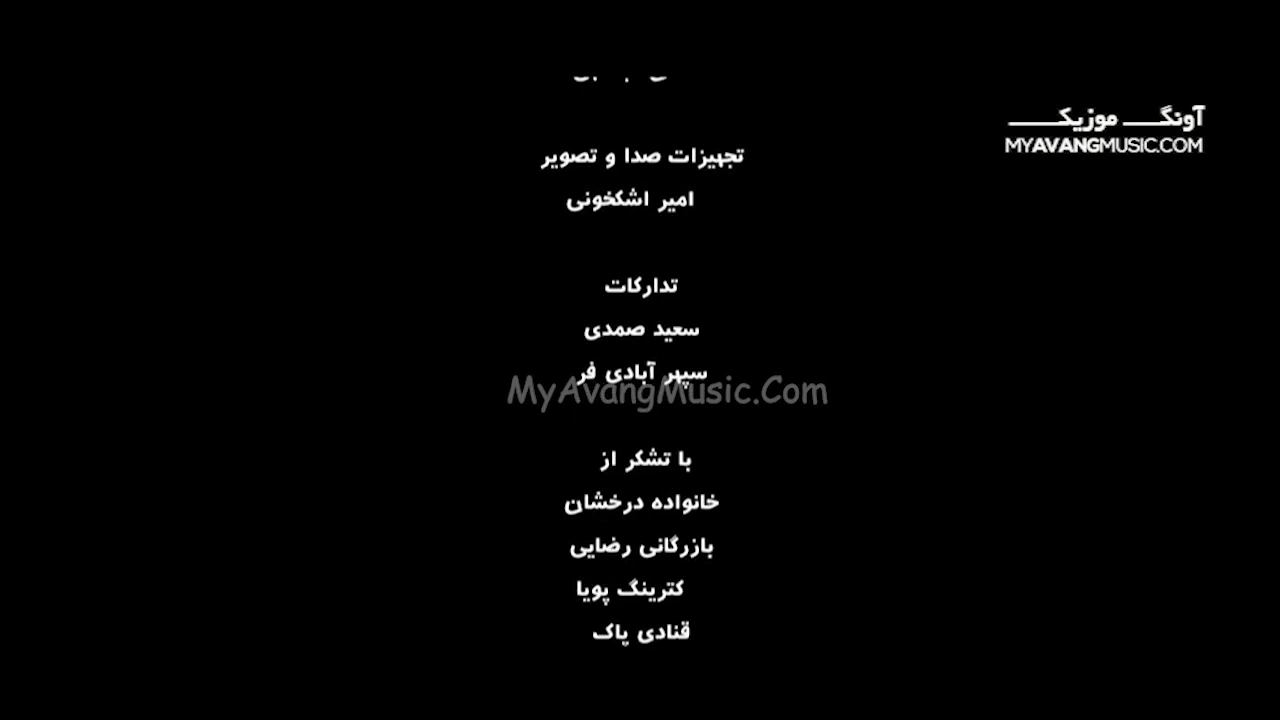 آونگ موزیک
MYAVANGMUSIC.COM
تجهیزات صدا و تصویر
امیر اشکخونی
تدارکات
سعید صمدی
سپهر آبادی فر
MyAvangMusic.Com
با تشکر از
خانواده درخشان
بازرگانی رضایی
کترینگ پویا
قنادی پاک